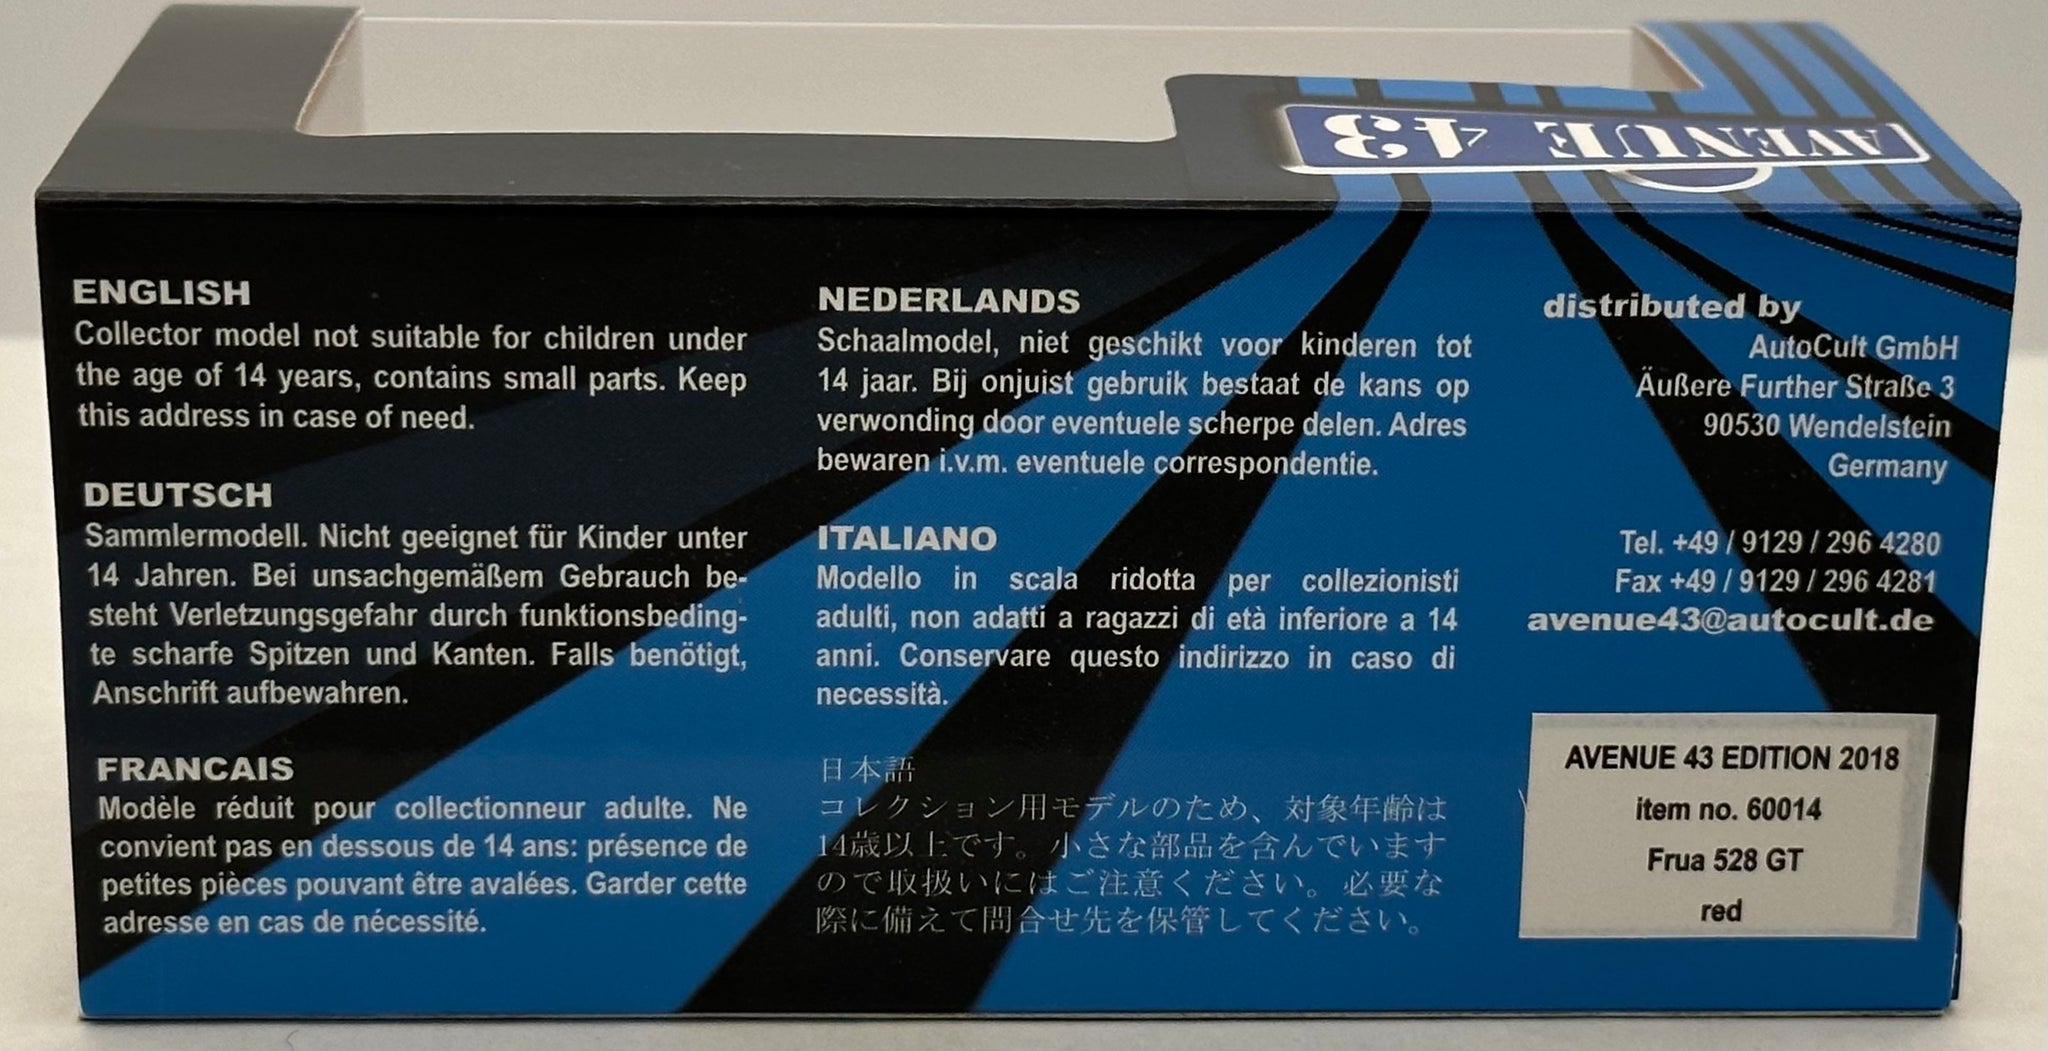 AVENUE 43
ENGLISH
Collector model not suitable for children under
the age of 14 years, contains small parts. Keep
this address in case of need.
DEUTSCH
Sammlermodell. Nicht geeignet für Kinder unter
14 Jahren. Bei unsachgemäßem Gebrauch be-
steht Verletzungsgefahr durch funktionsbeding-
te scharfe Spitzen und Kanten. Falls benötigt,
Anschrift aufbewahren.
FRANCAIS
Modèle réduit pour collectionneur adulte. Ne
convient pas en dessous de 14 ans: présence de
petites pièces pouvant être avalées. Garder cette
adresse en cas de nécessité.
NEDERLANDS
Schaalmodel, niet geschikt voor kinderen tot
14 jaar. Bij onjuist gebruik bestaat de kans op
verwonding door eventuele scherpe delen. Adres
bewaren i.v.m. eventuele correspondentie.
ITALIANO
Modello in scala ridotta per collezionisti
adulti, non adatti a ragazzi di età inferiore a 14
anni. Conservare questo indirizzo in caso di
necessità.
日本語
コレクション用モデルのため、対象年齢は
14歳以上です。小さな部品を含んでいます
ので取扱いにはご注意ください。必要な
際に備えて問合せ先を保管してください。
distributed by
AutoCult GmbH
Äußere Further Straße 3
90530 Wendelstein
Germany
Tel. +49 / 9129 / 296 4280
Fax +49 / 9129 / 296 4281
avenue43@autocult.de
AVENUE 43 EDITION 2018
item no. 60014
Frua 528 GT
red